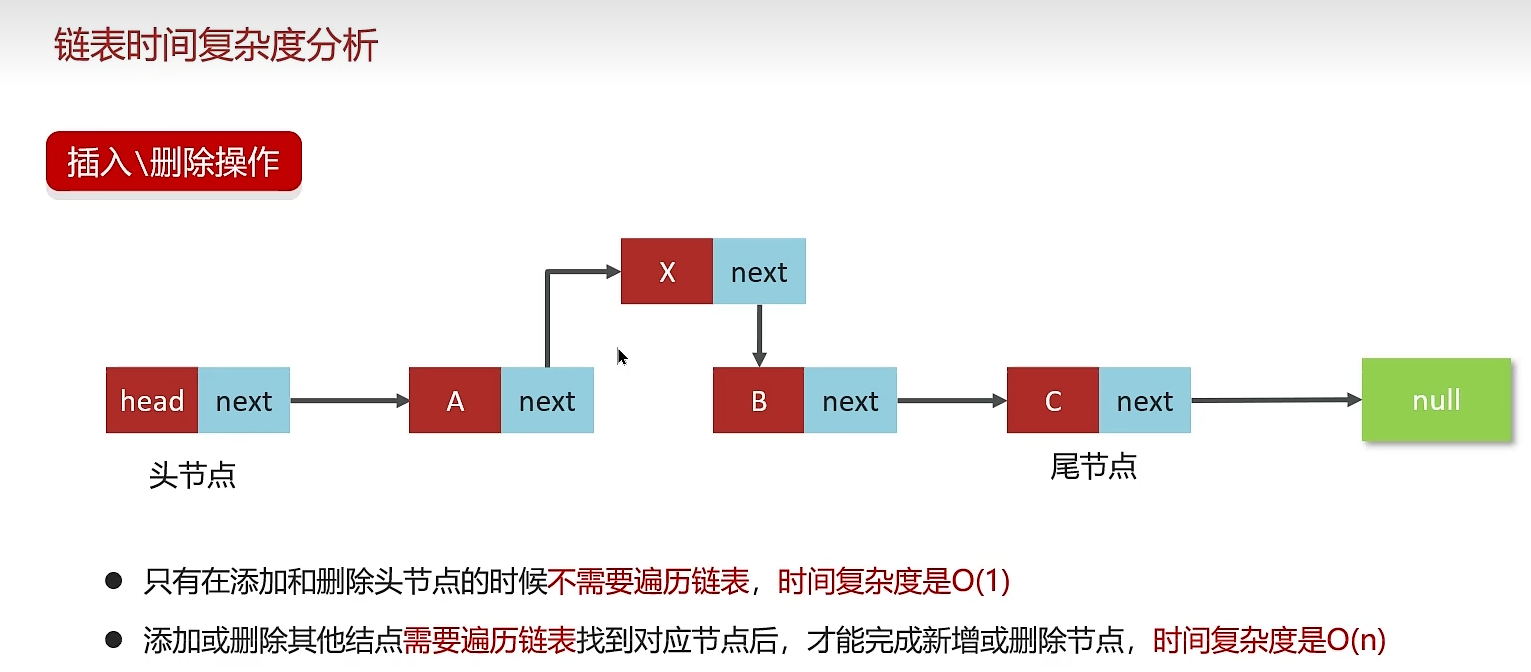 链表时间复杂度分析
插入\删除操作
X next
head next A next B next C next null
头节点 尾节点
● 只有在添加和删除头节点的时候不需要遍历链表，时间复杂度是O(1)
● 添加或删除其他结点需要遍历链表找到对应节点后，才能完成新增或删除节点，时间复杂度是O(n)